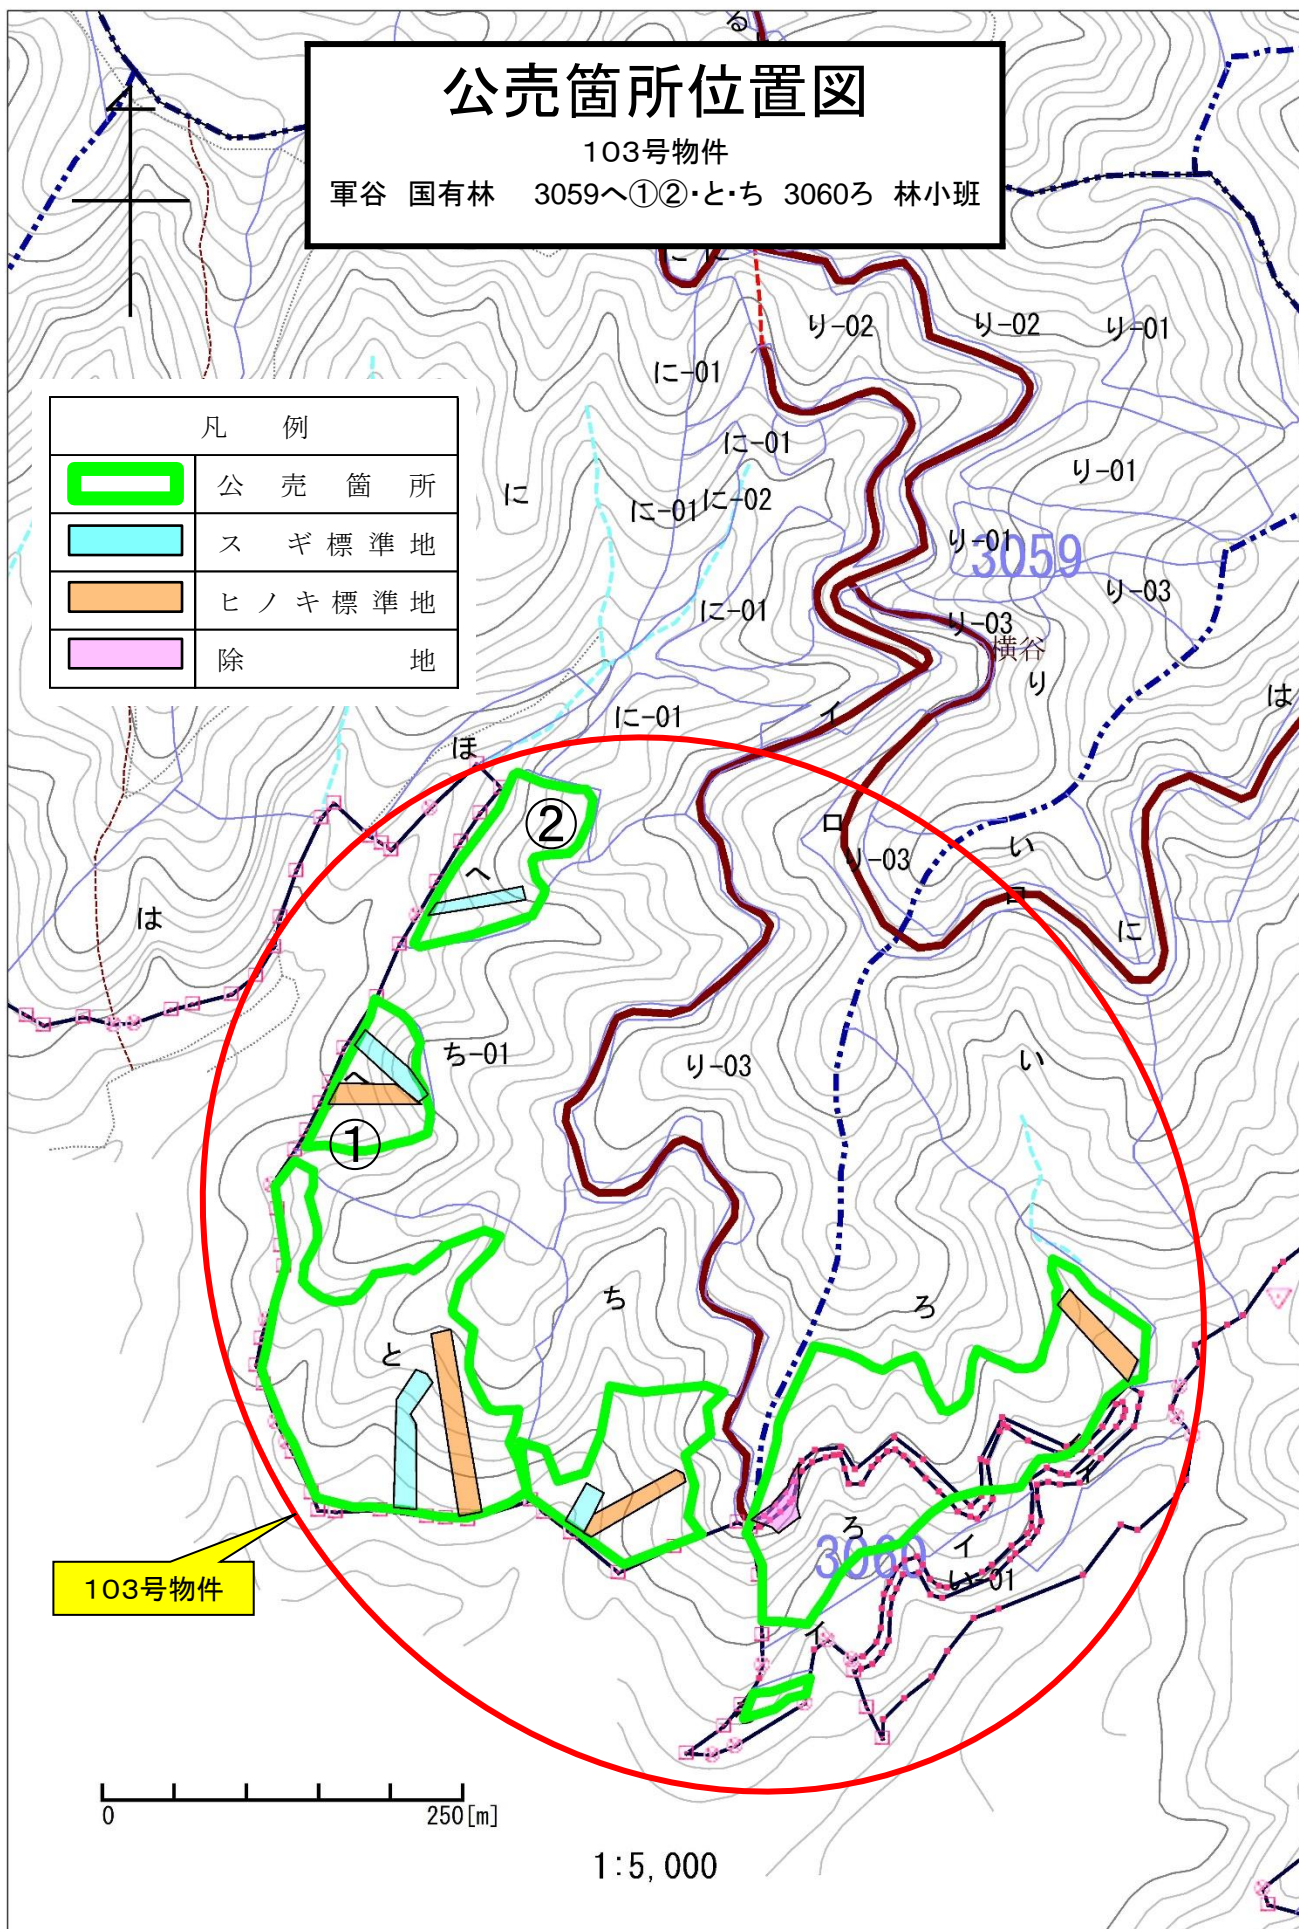 る
公売箇所位置図
103号物件
軍谷 国有林 3059へ①②・と・ち 3060ろ 林小班
に に
り-02
り-02
り-01
に-01
凡 例
公 売 箇 所
ス ギ 標 準 地
ヒ ノ キ 標 準 地
除 地
に-01
り-01
に
に-01
に-02
り-01
3059
り-03
に-01
り-03
横谷
り
は
に-01
イ
ほ
②
ロ
り-03
い
へ
ロ
は
に
ち-01
り-03
い
へ
①
ち
ろ
と
イ
イ
ろ
3060
イ
い-01
103号物件
イ
0
250[m]
1:5,000